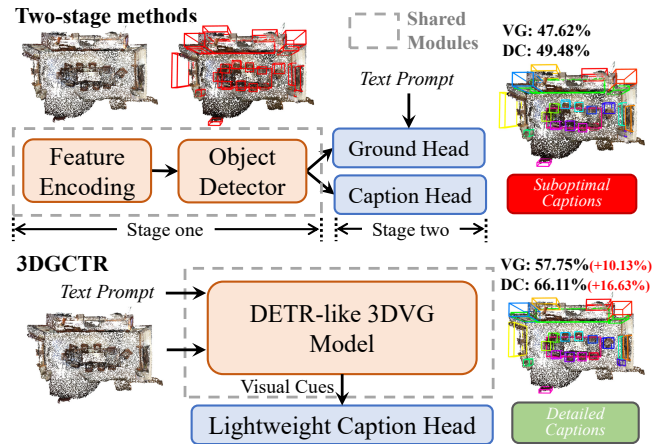 Two-stage methods
Shared
Modules
VG: 47.62%
DC: 49.48%
Text Prompt
Feature
Encoding
Object
Detector
Ground Head
Caption Head
Suboptimal
Captions
Stage one
Stage two
3DGCTR
VG: 57.75%(+10.13%)
DC: 66.11%(+16.63%)
Text Prompt
DETR-like 3DVG
Model
Visual Cues
Lightweight Caption Head
Detailed
Captions